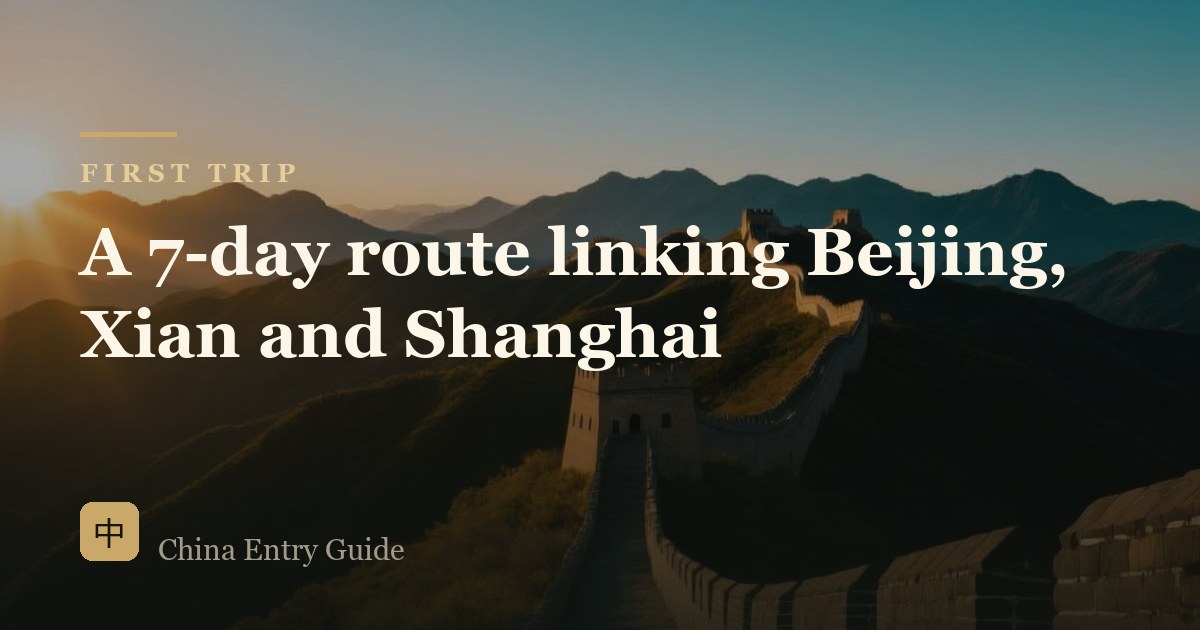 FIRST TRIP
A 7-day route linking Beijing,
Xian and Shanghai
中
China Entry Guide